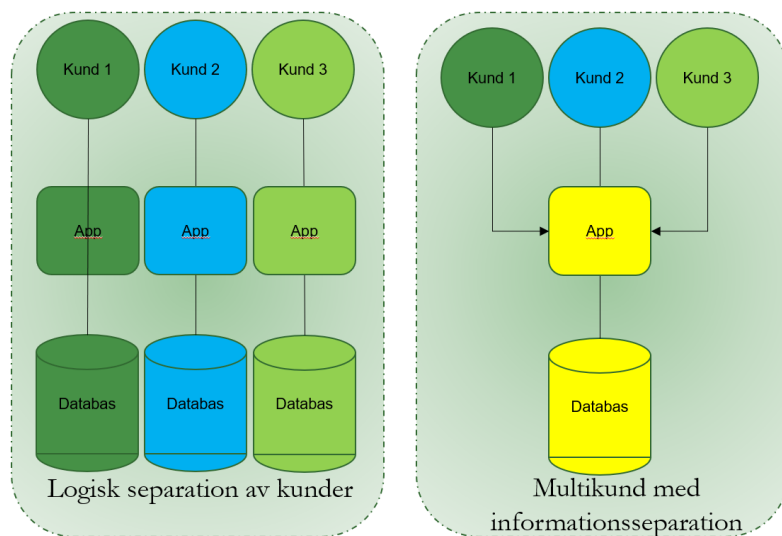 Kund 1
Kund 2
Kund 3
App
App
App
Databas
Databas
Databas
Logisk separation av kunder
Kund 1
Kund 2
Kund 3
App
Databas
Multikund med
informationsseparation